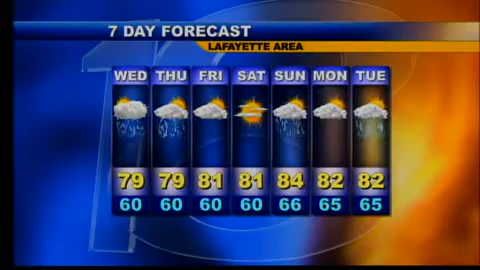 7 DAY FORECAST
LAFAYETTE AREA
WED THU FRI SAT SUN MON TUE
79 79 81 81 84 82 82
60 60 60 60 66 65 65